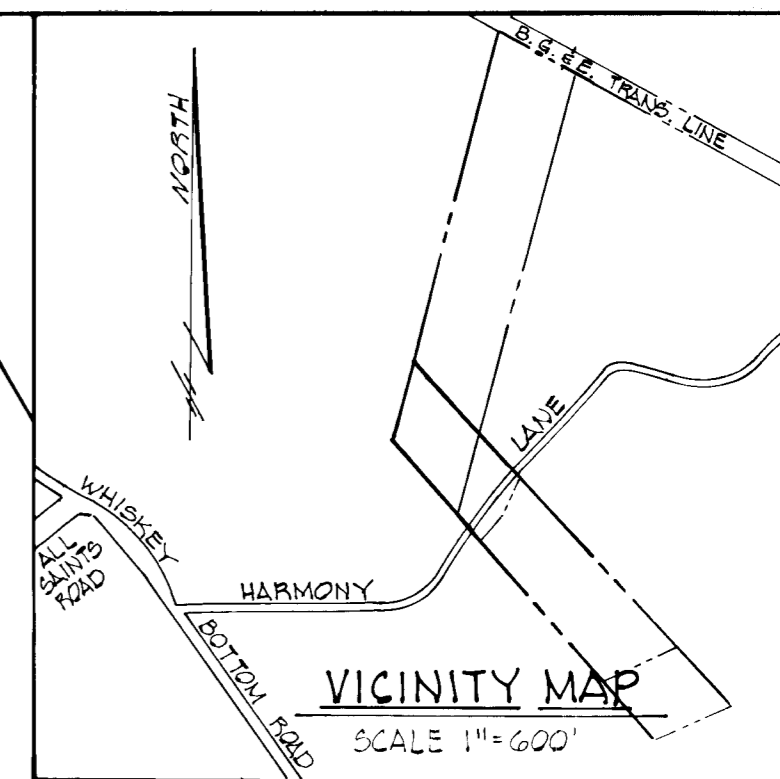 B. G. & E. TRANS. LINE
NORTH
LANE
WHISKEY
ALL
SAINTS
ROAD
HARMONY
BOTTOM ROAD
VICINITY MAP
SCALE 1"=600'